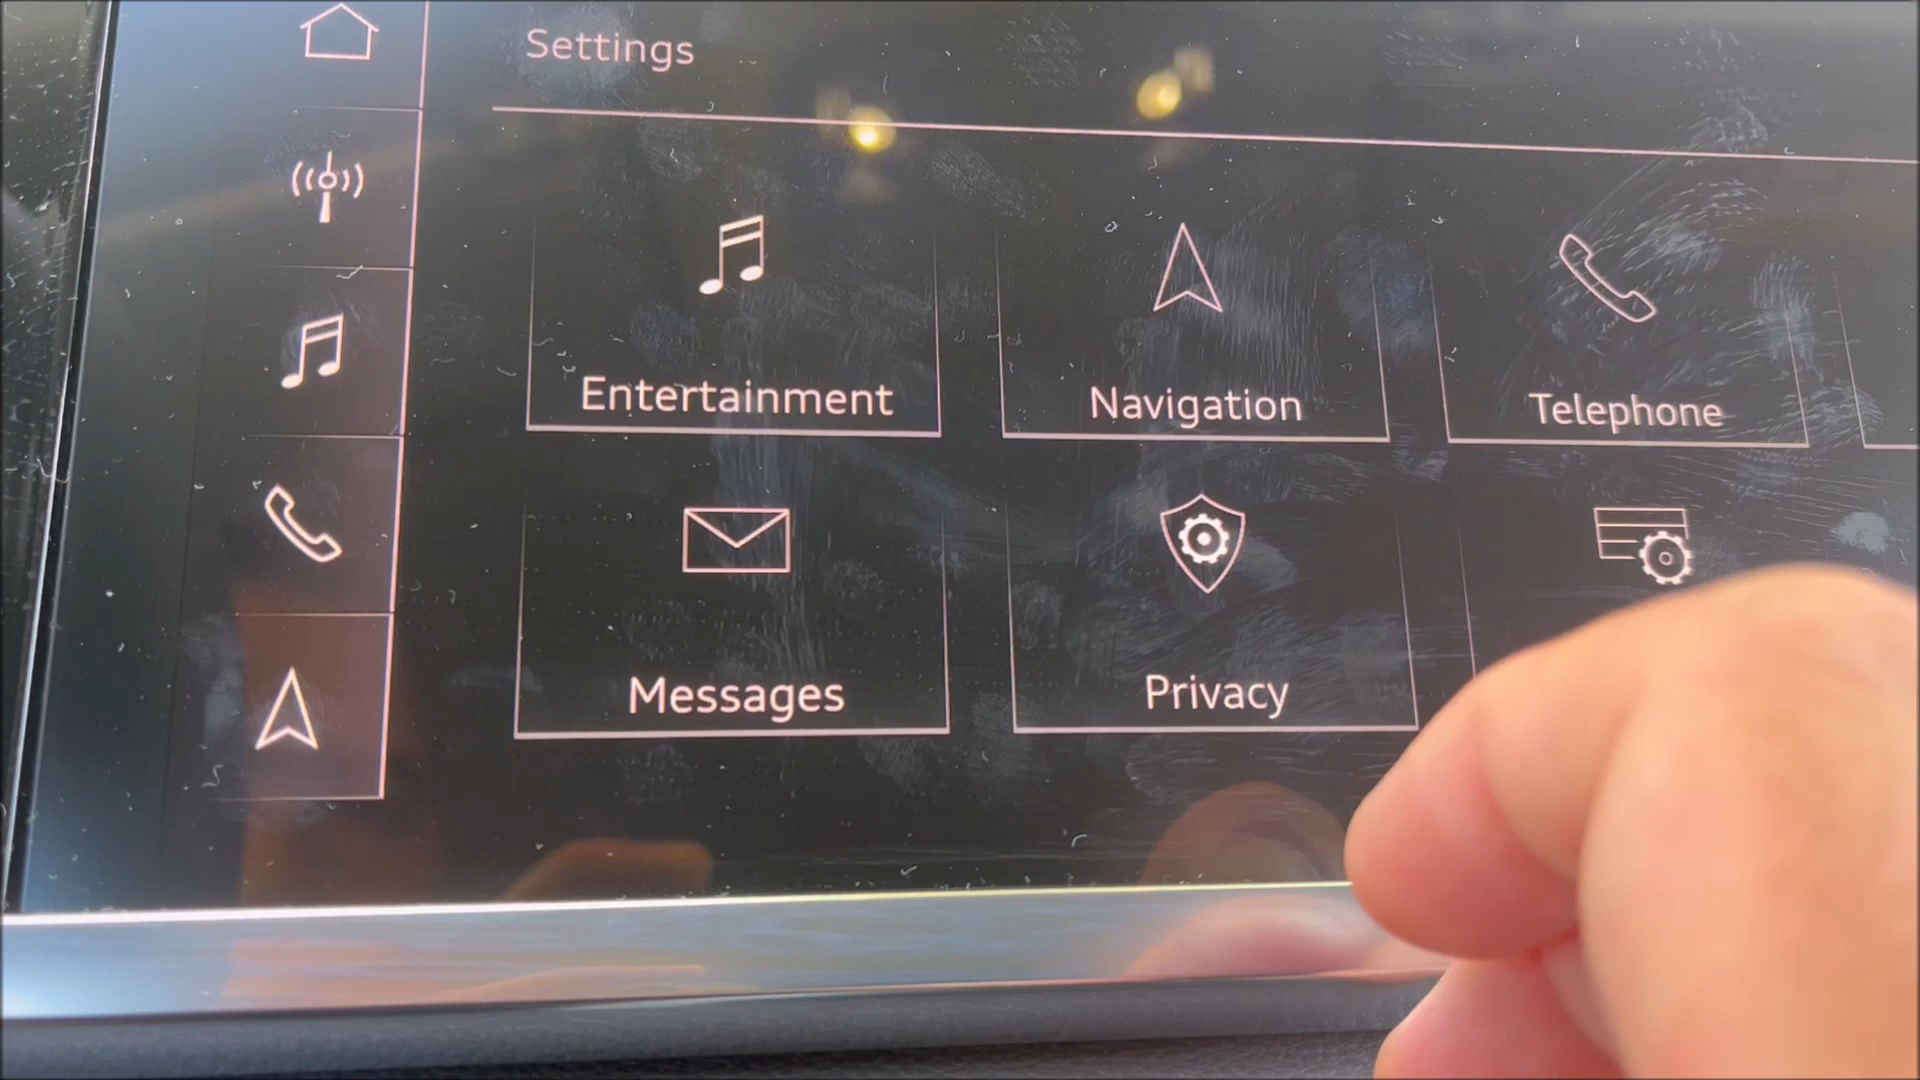 Settings
Entertainment
Navigation
Telephone
Messages
Privacy